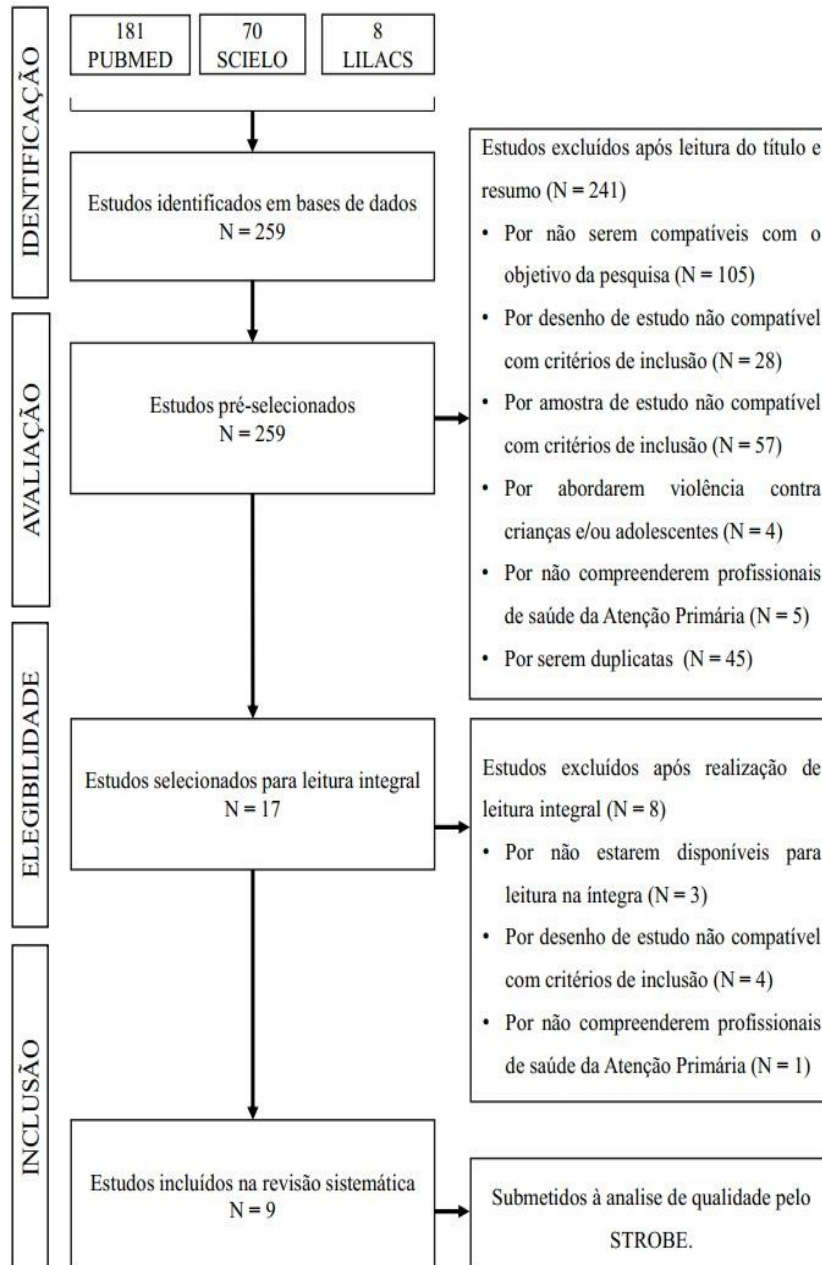 IDENTIFICAÇÃO
181
PUBMED
70
SCIELO
8
LILACS
Estudos identificados em bases de dados
N = 259
AVALIAÇÃO
Estudos pré-selecionados
N = 259
Estudos excluídos após leitura do título e
resumo (N = 241)
• Por não serem compatíveis com o
objetivo da pesquisa (N = 105)
• Por desenho de estudo não compatível
com critérios de inclusão (N = 28)
• Por amostra de estudo não compatível
com critérios de inclusão (N = 57)
• Por abordarem violência contra
crianças e/ou adolescentes (N = 4)
• Por não compreenderem profissionais
de saúde da Atenção Primária (N = 5)
• Por serem duplicatas (N = 45)
ELEGIBILIDADE
Estudos selecionados para leitura integral
N = 17
Estudos excluídos após realização de
leitura integral (N = 8)
• Por não estarem disponíveis para
leitura na íntegra (N = 3)
• Por desenho de estudo não compatível
com critérios de inclusão (N = 4)
• Por não compreenderem profissionais
de saúde da Atenção Primária (N = 1)
INCLUSÃO
Estudos incluídos na revisão sistemática
N = 9
Submetidos à analise de qualidade pelo
STROBE.